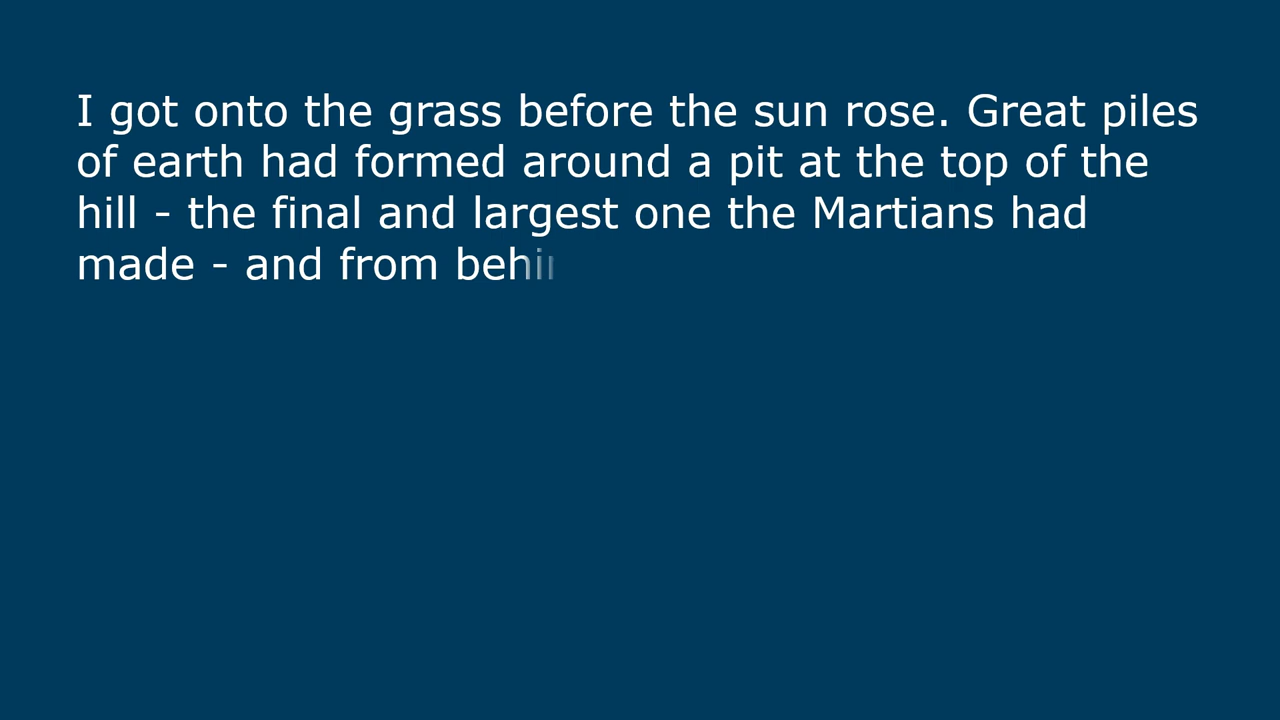 I got onto the grass before the sun rose. Great piles
of earth had formed around a pit at the top of the
hill - the final and largest one the Martians had
made - and from behin